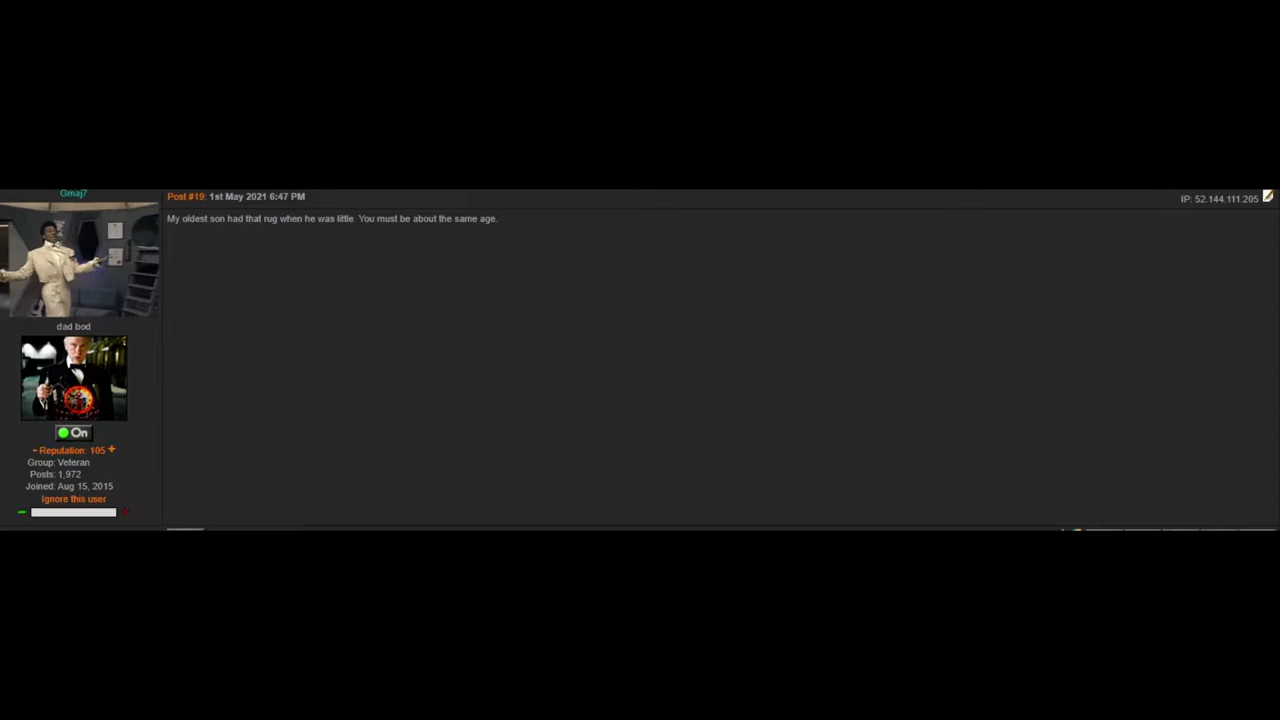 Gmaj7
Post #19: 1st May 2021 6:47 PM
IP: 52.144.111.205
My oldest son had that rug when he was little. You must be about the same age.
dad bod
On
- Reputation: 105 +
Group: Veteran
Posts: 1,972
Joined: Aug 15, 2015
Ignore this user